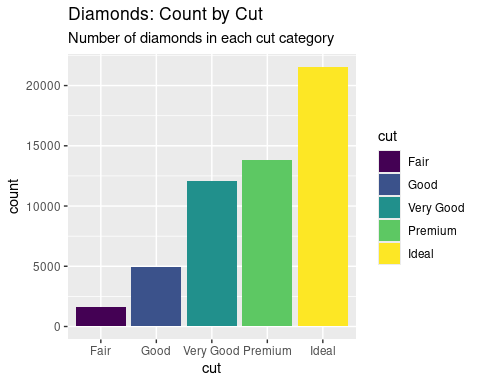 Diamonds: Count by Cut
Number of diamonds in each cut category
count
20000
15000
10000
5000
0
Fair Good Very Good Premium Ideal
cut
cut
Fair
Good
Very Good
Premium
Ideal